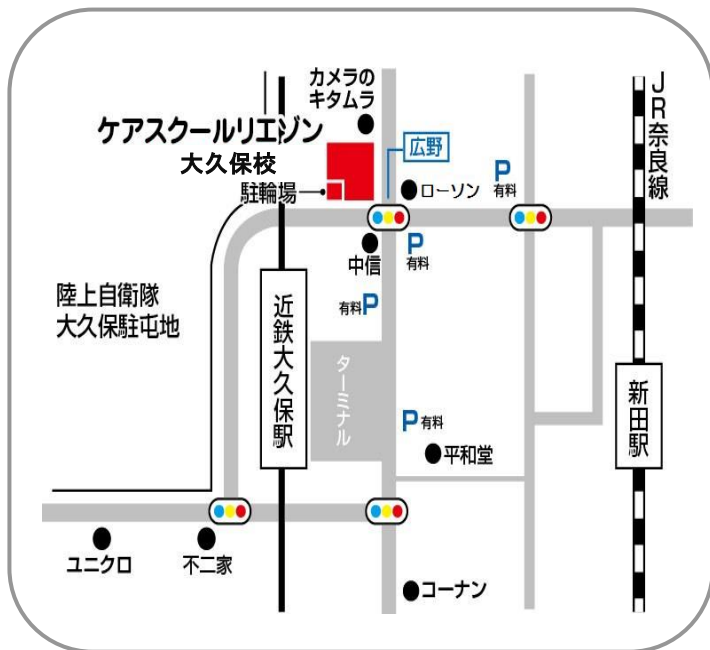 カメラの
キタムラ
ケアスクールリエゾン
大久保校
駐輪場
広野
P
有料
ローソン
JR奈良線
中信
P
有料
有料P
陸上自衛隊
大久保駐屯地
近鉄大久保駅
ターミナル
新田駅
P有料
平和堂
ユニクロ
不二家
コーナン